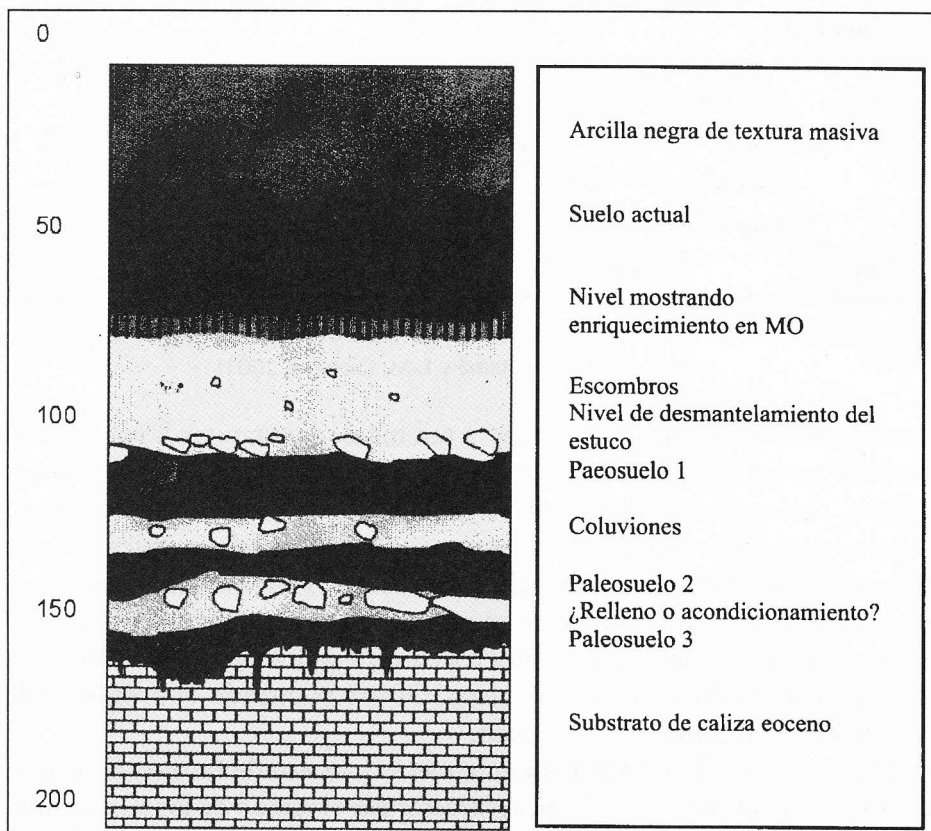 0
50
100
150
200
Arcilla negra de textura masiva
Suelo actual
Nivel mostrando
enriquecimiento en MO
Escombros
Nivel de desmantelamiento del
estuco
Paeosuelo 1
Coluviones
Paleosuelo 2
¿Relleno o acondicionamiento?
Paleosuelo 3
Substrato de caliza eoceno